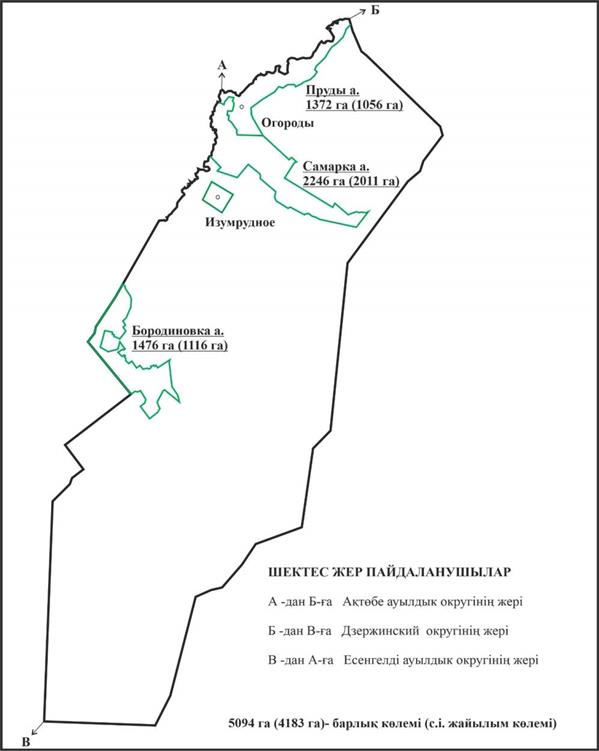 Б
А
Пруды а.
1372 га (1056 га)
Огороды
Самарка а.
2246 га (2011 га)
Изумрудное
Бородиновка а.
1476 га (1116 га)
ШЕКТЕС ЖЕР ПАЙДАЛАНУШЫЛАР
А -дан Б-ға Ақтөбе ауылдық округінің жері
Б -дан В-ға Дзержинский округінің жері
В -дан А-ға Есенгелді ауылдық округінің жері
5094 га (4183 га)- барлық көлемі (с.і. жайылым көлемі)
В